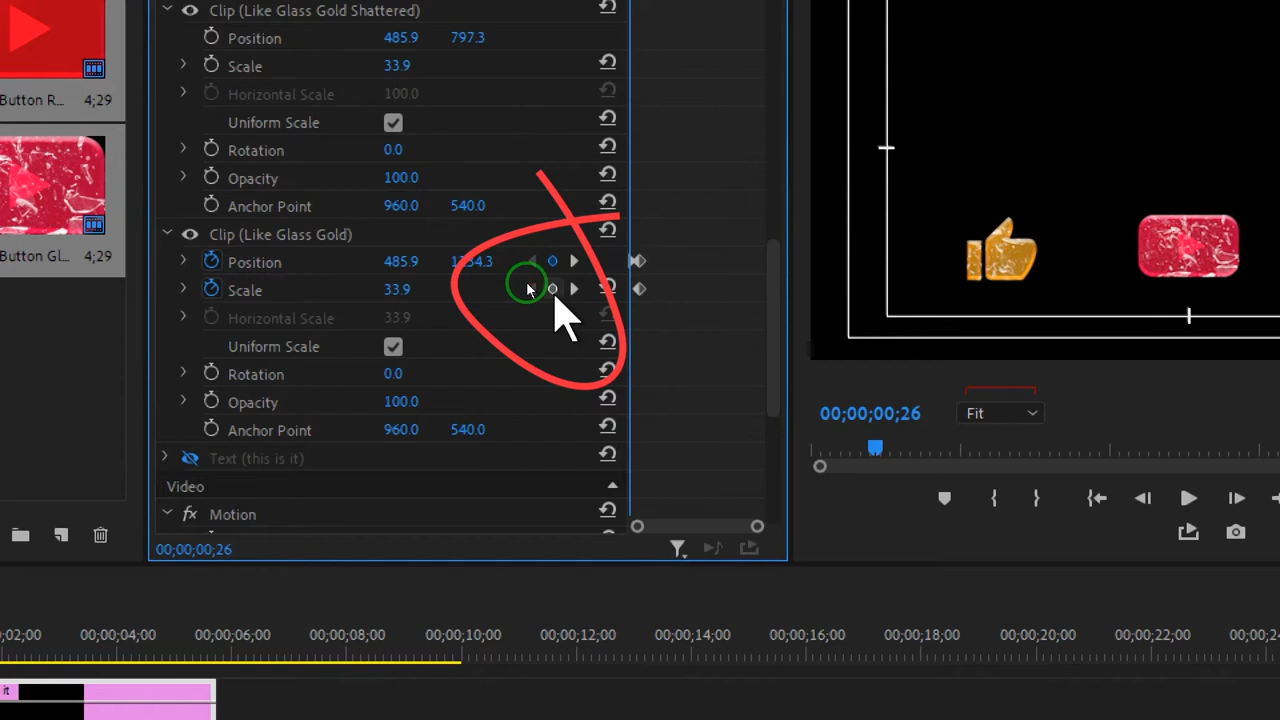 Clip (Like Glass Gold Shattered)
Position 485.9 797.3
Scale 33.9
Horizontal Scale 100.0
Button R... 4;29
Uniform Scale
Rotation 0.0
Opacity 100.0
Anchor Point 960.0 540.0
Clip (Like Glass Gold)
Button Gl... 4;29
Position 485.9
Scale 33.9
Horizontal Scale 33.9
Uniform Scale
Rotation 0.0
Opacity 100.0
Anchor Point 960.0 540.0
Text (this is it)
Video
fx Motion
00;00;00;26
00;00;00;26 Fit
;02;00 00;00;04;00 00;00;06;00 00;00;08;00 00;00;10;00 00;00;12;00 00;00;14;00 00;00;16;00 00;00;18;00 00;00;20;00 00;00;22;00 00;00;24
it